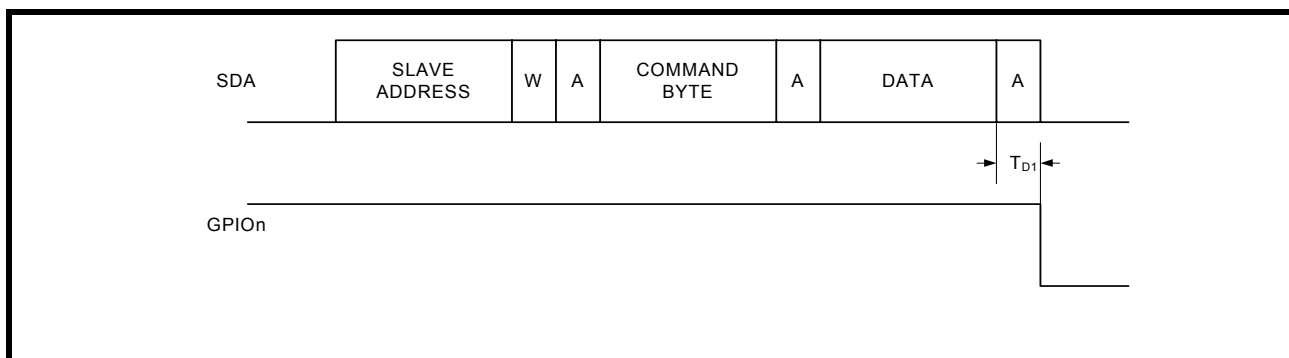 SDA
SLAVE
ADDRESS
W
A
COMMAND
BYTE
A
DATA
A
TD1
GPIOn